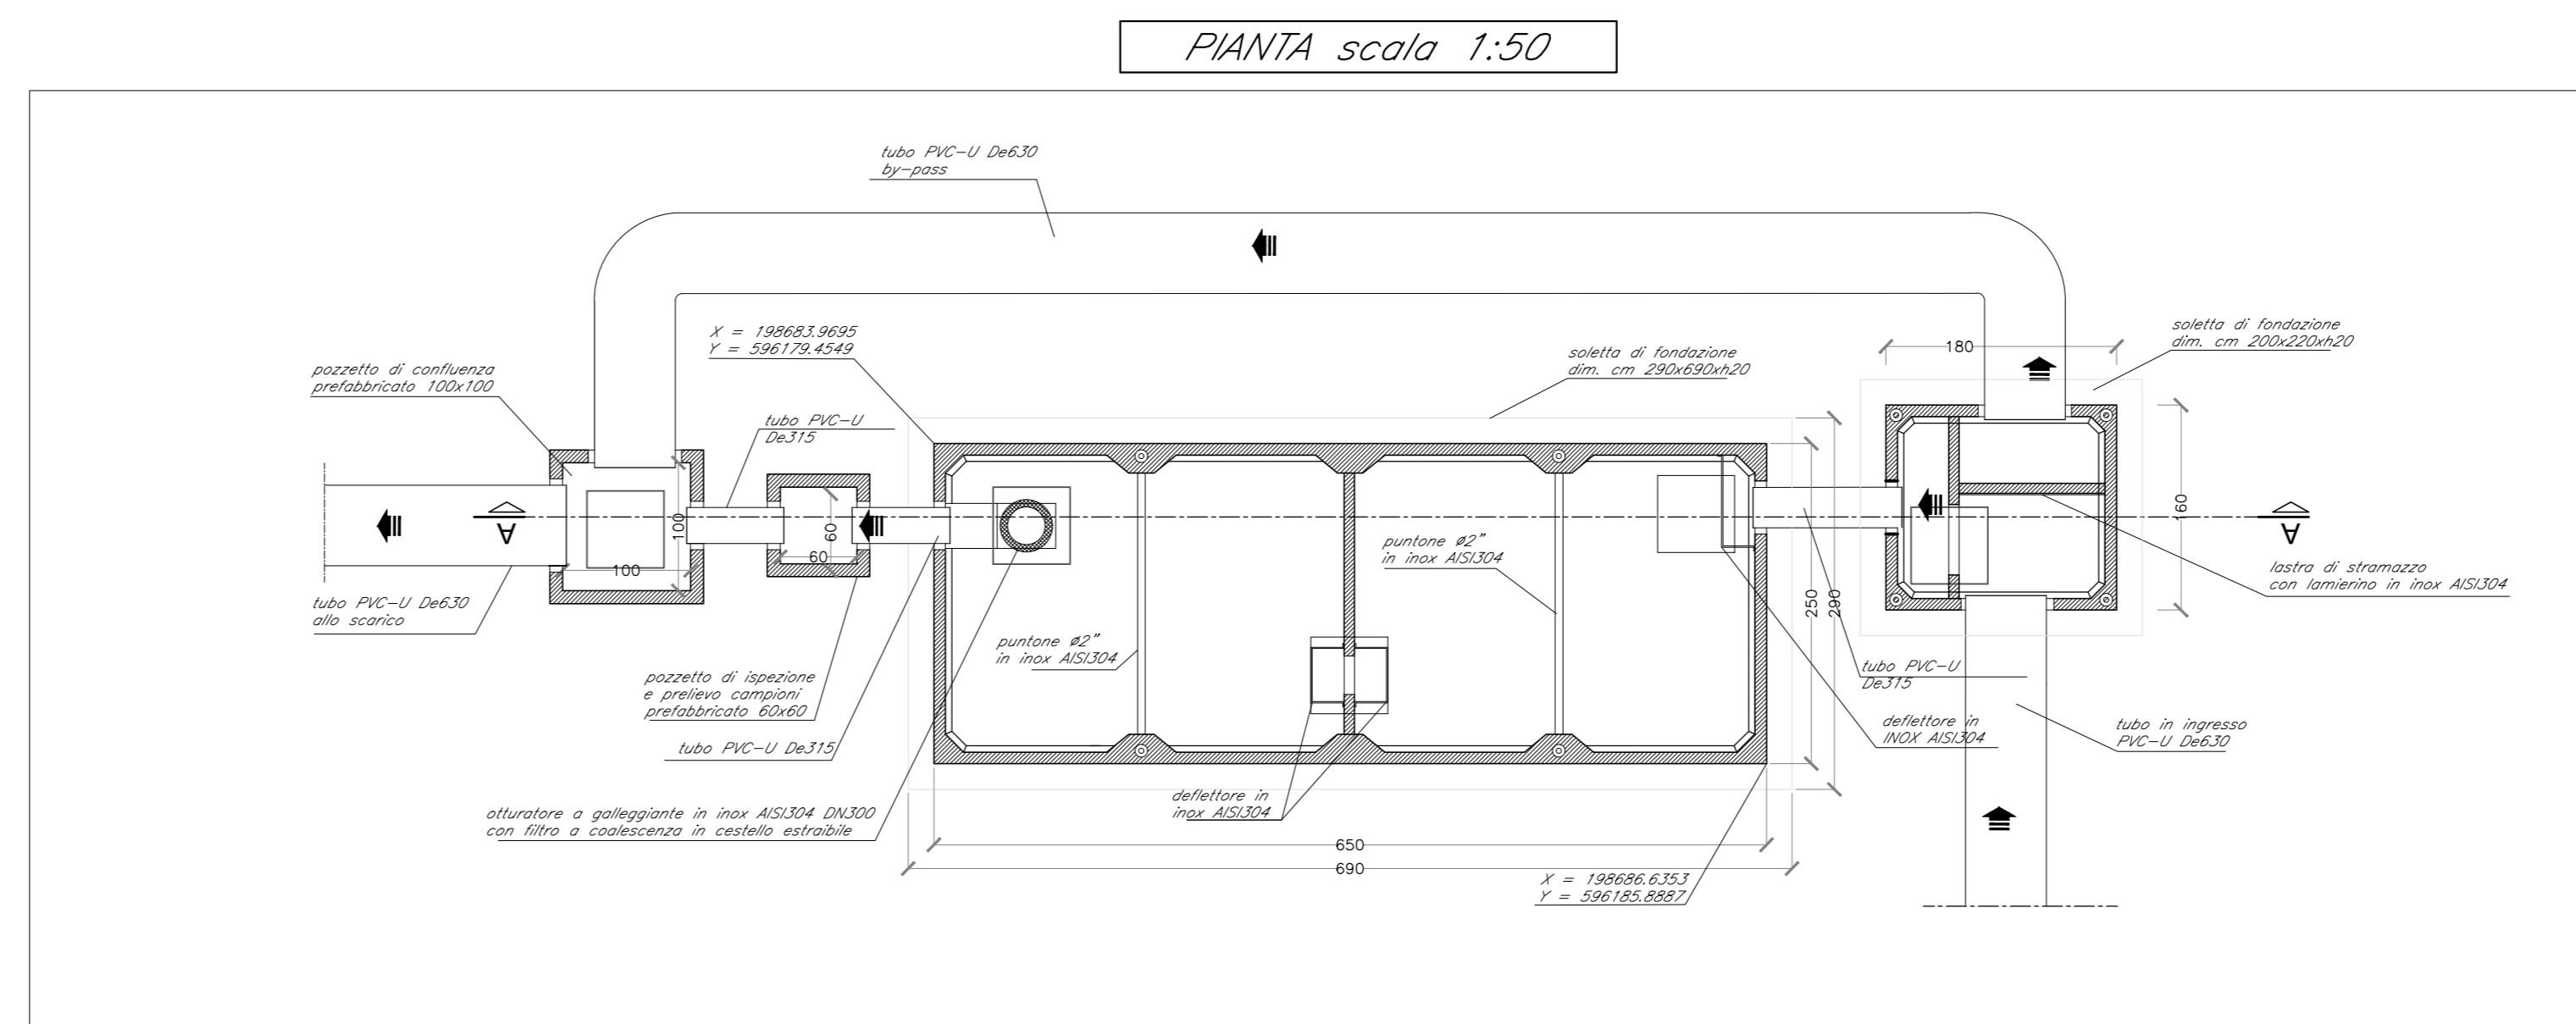 PIANTA scala 1:50
tubo PVC-U De630
by-pass
X = 198683.9695
Y = 596179.4549
soletta di fondazione
dim. cm 200x220xh20
180
soletta di fondazione
dim. cm 290x690xh20
pozzetto di confluenza
prefabbricato 100x100
tubo PVC-U
De315
A
100
100
60
60
160
A
puntone ø2"
in inox AISI304
lastra di stramazzo
con lamierino in inox AISI304
tubo PVC-U De630
allo scarico
250
290
puntone ø2"
in inox AISI304
tubo PVC-U
De315
pozzetto di ispezione
e prelievo campioni
prefabbricato 60x60
deflettore in
INOX AISI304
tubo in ingresso
PVC-U De630
tubo PVC-U De315
deflettore in
inox AISI304
otturatore a galleggiante in inox AISI304 DN300
con filtro a coalescenza in cestello estraibile
650
690
X = 198686.6353
Y = 596185.8887